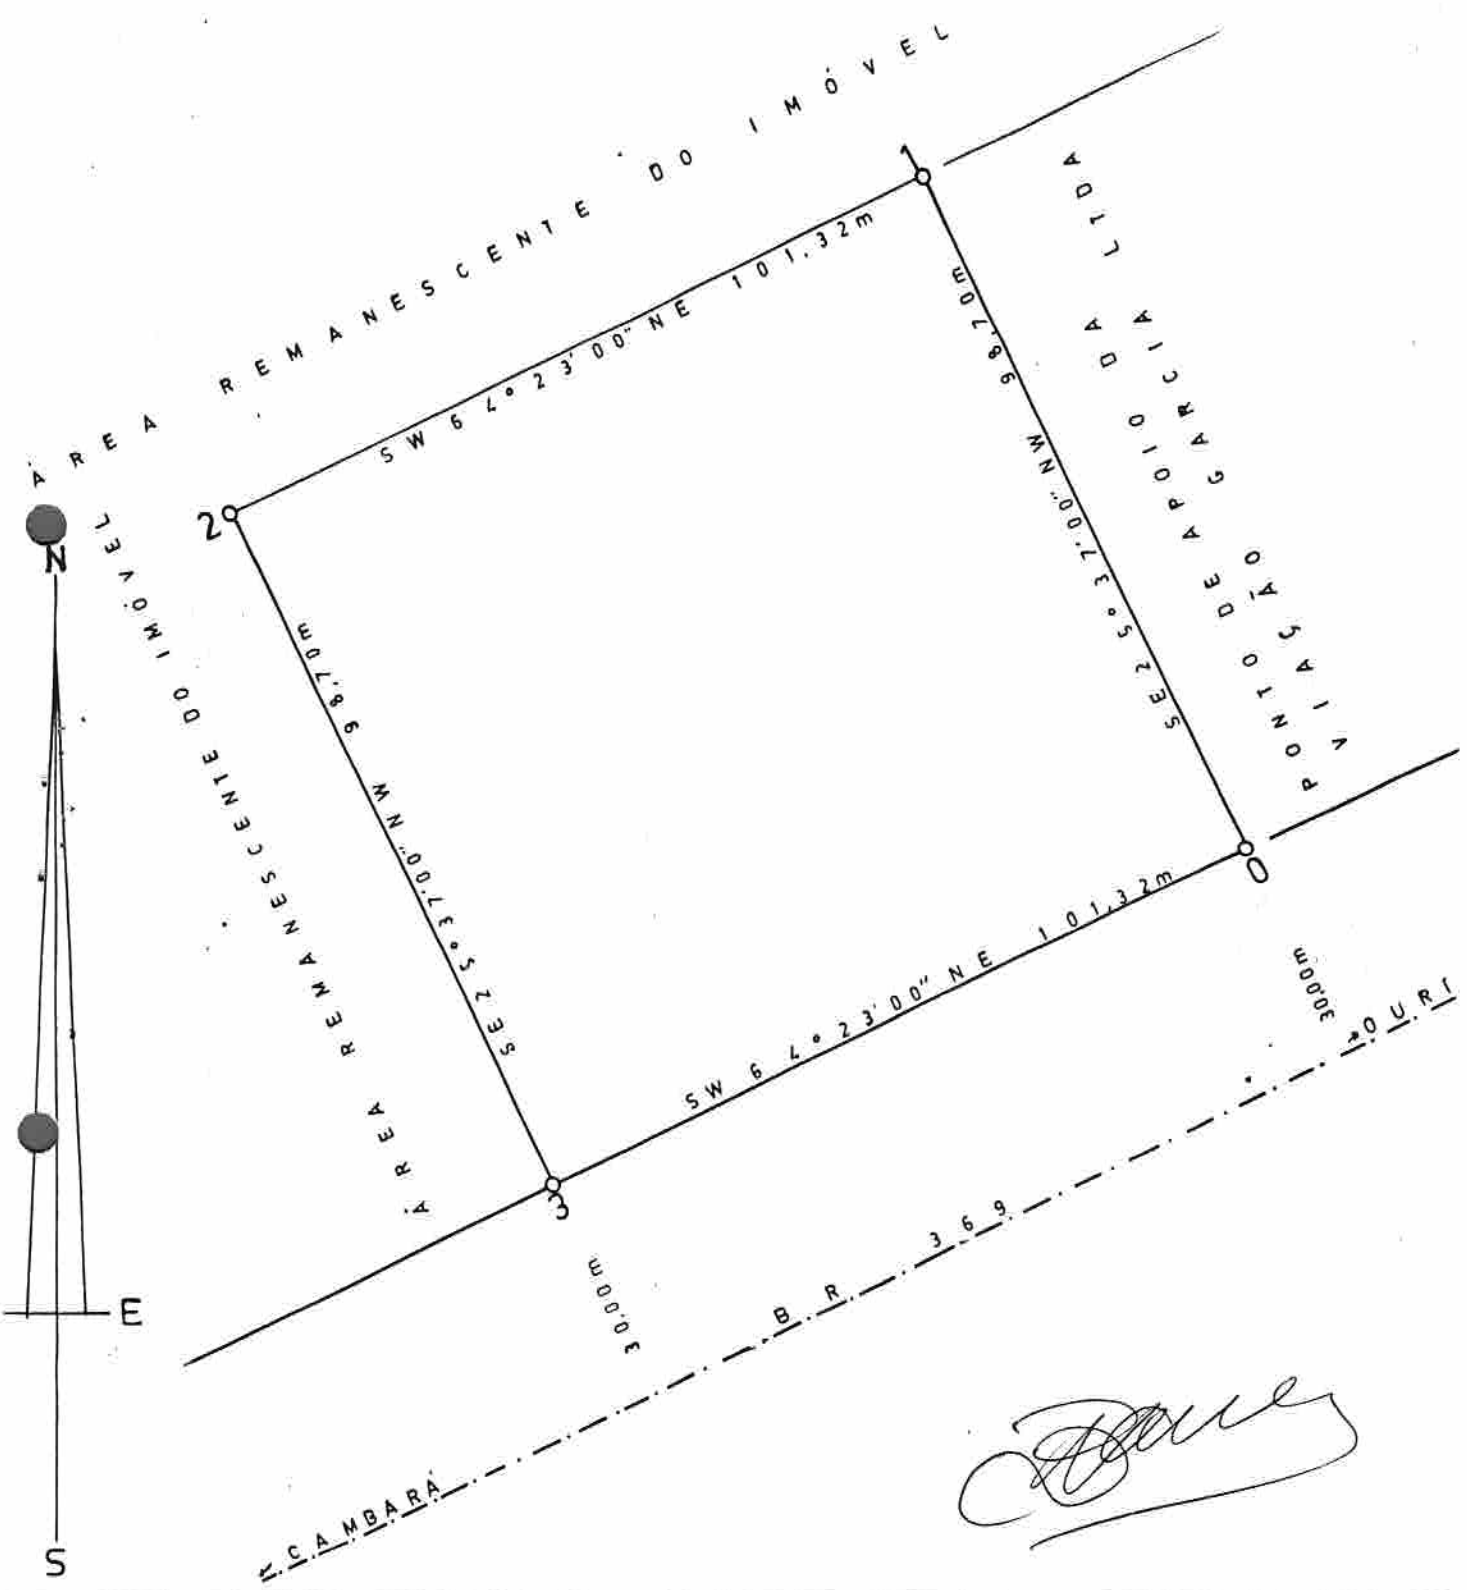 ÁREA REMANESCENTE DO IMÓVEL
1
SW 64°23'00" NE 101,32m
2
N
ÁREA REMANESCENTE DO IMÓVEL
SE 25°37'00" NW 98,70m
SE 25°37'00" NW 98,70m
PONTO DE APOIO DA
VIAÇÃO GARCIA LTDA
0
SW 64°23'00" NE 101,32m
3
30,00m
30,00m
E
CAMBARÁ
BR 369
OURI
S